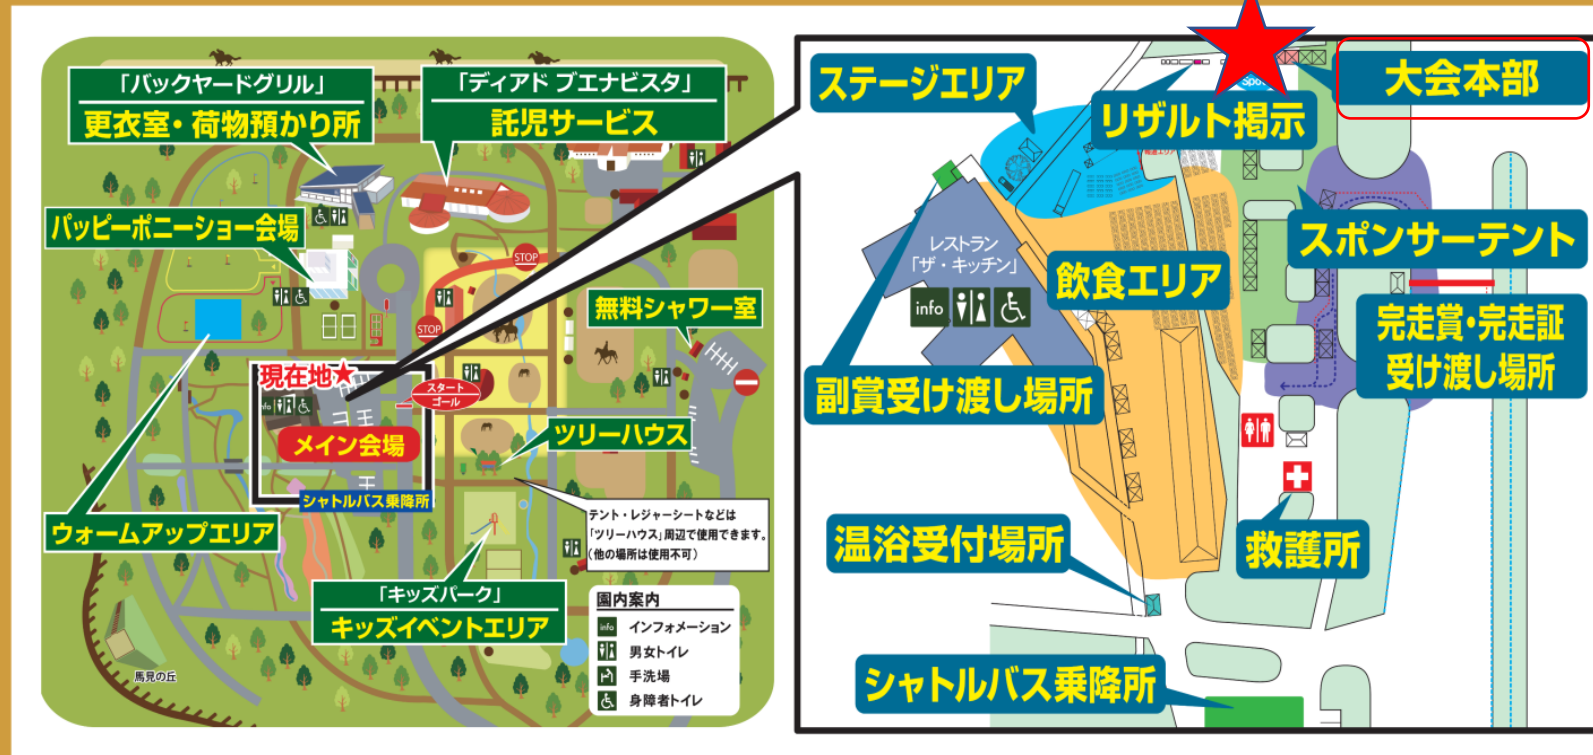 「バックヤードグリル」
更衣室・荷物預かり所
「ディアド ブエナビスタ」
託児サービス
パッピーポニーショー会場
STOP
STOP
無料シャワー室
現在地★
スタート
ゴール
info
メイン会場
シャトルバス乗降所
ツリーハウス
ウォームアップエリア
テント・レジャーシートなどは
「ツリーハウス」周辺で使用できます。
(他の場所は使用不可)
「キッズパーク」
キッズイベントエリア
馬見の丘
園内案内
info インフォメーション
男女トイレ
手洗場
身障者トイレ
ステージエリア
リザルト掲示
大会本部
レストラン
「ザ・キッチン」
info
飲食エリア
スポンサーテント
完走賞・完走証
受け渡し場所
副賞受け渡し場所
温浴受付場所
救護所
シャトルバス乗降所